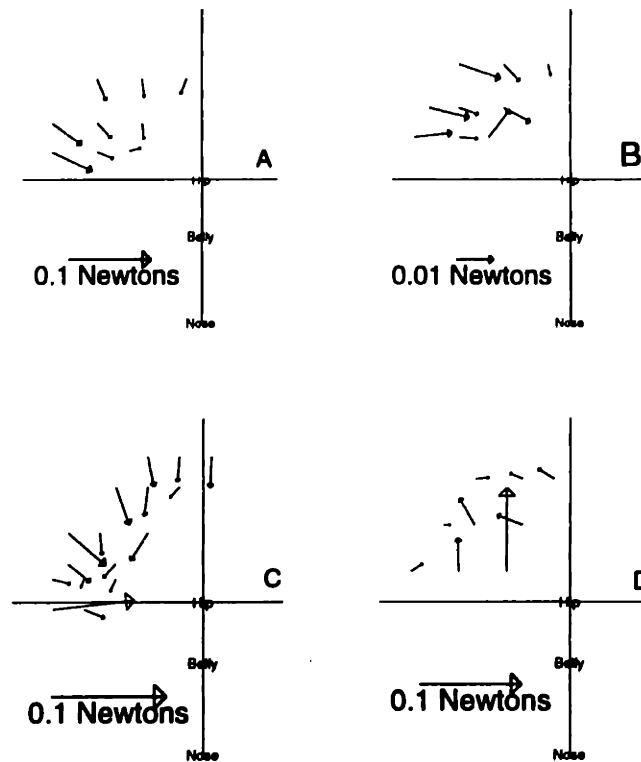 A
Hip
Belly
0.1 Newtons
Nose
B
Hip
Belly
0.01 Newtons
Nose
C
Hip
Belly
0.1 Newtons
Nose
D
Hip
Belly
0.1 Newtons
Nose